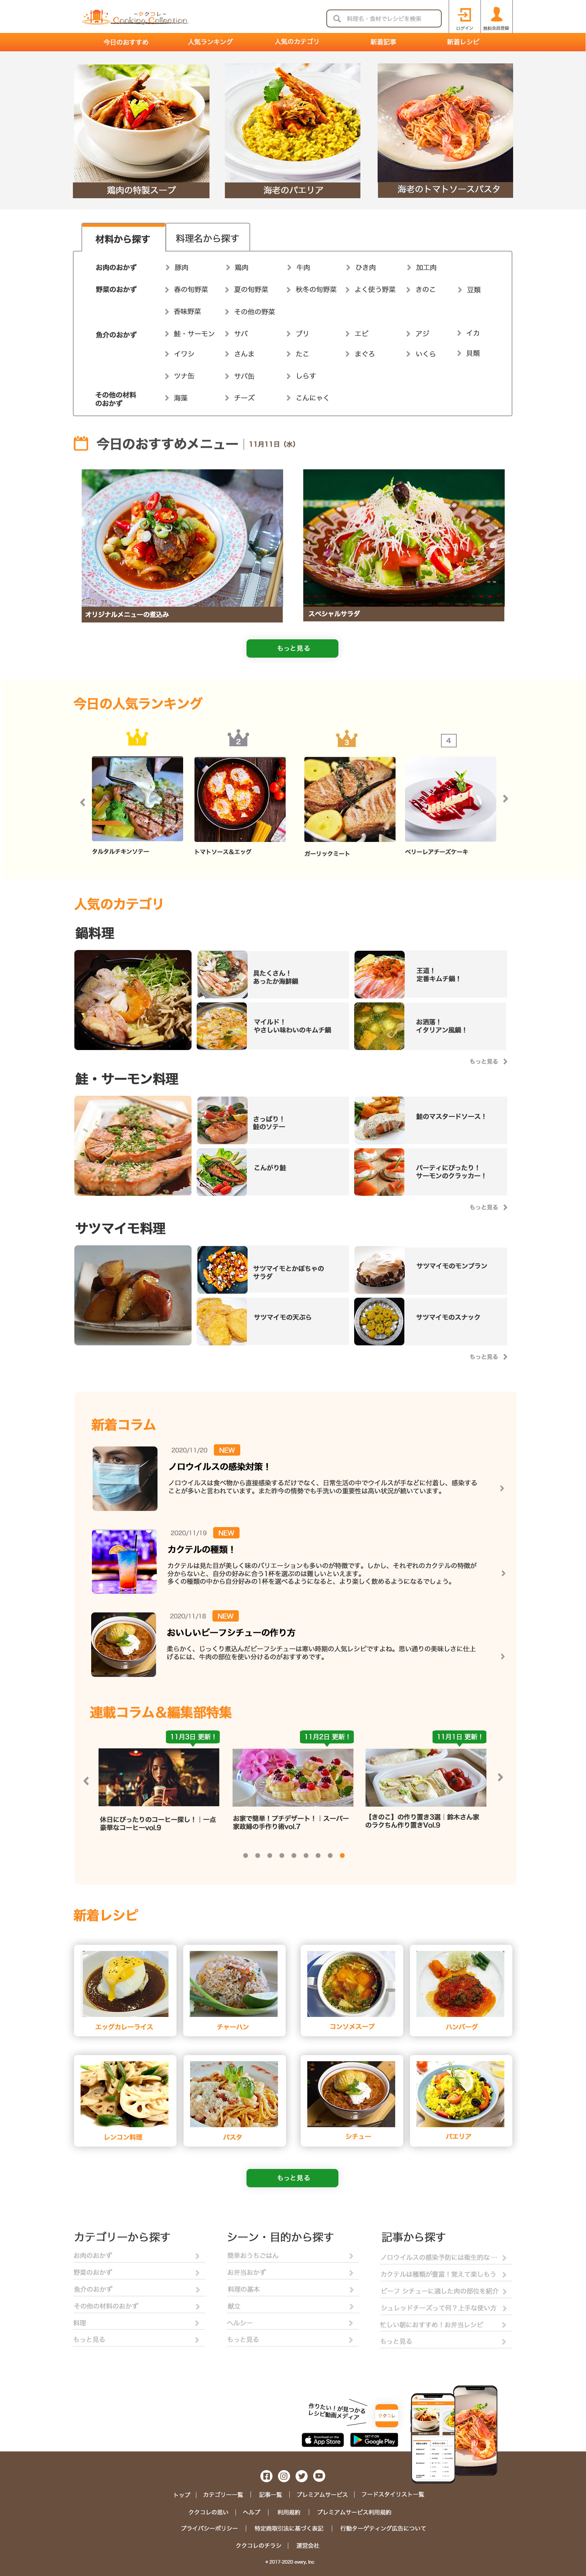 ～ククコレ～
Cooking Collection
料理名・食材でレシピを検索
ログイン
無料会員登録
今日のおすすめ
人気ランキング
人気のカテゴリ
新着記事
新着レシピ
鶏肉の特製スープ
海老のパエリア
海老のトマトソースパスタ
材料から探す
料理名から探す
お肉のおかず
豚肉
鶏肉
牛肉
ひき肉
加工肉
野菜のおかず
春の旬野菜
夏の旬野菜
秋冬の旬野菜
よく使う野菜
きのこ
豆類
香味野菜
その他の野菜
魚介のおかず
鮭・サーモン
サバ
ブリ
エビ
アジ
イカ
イワシ
さんま
たこ
まぐろ
いくら
貝類
ツナ缶
サバ缶
しらす
その他の材料
のおかず
海藻
チーズ
こんにゃく
今日のおすすめメニュー
11月11日（水）
オリジナルメニューの煮込み
スペシャルサラダ
もっと見る
今日の人気ランキング
1
2
3
4
タルタルチキンソテー
トマトソース＆エッグ
ガーリックミート
ベリーレアチーズケーキ
人気のカテゴリ
鍋料理
具たくさん！
あったか海鮮鍋
王道！
定番キムチ鍋！
マイルド！
やさしい味わいのキムチ鍋
お洒落！
イタリアン風鍋！
もっと見る
鮭・サーモン料理
さっぱり！
鮭のソテー
鮭のマスタードソース！
こんがり鮭
パーティにぴったり！
サーモンのクラッカー！
もっと見る
サツマイモ料理
サツマイモとかぼちゃの
サラダ
サツマイモのモンブラン
サツマイモの天ぷら
サツマイモのスナック
もっと見る
新着コラム
2020/11/20
NEW
ノロウイルスの感染対策！
ノロウイルスは食べ物から直接感染するだけでなく、日常生活の中でウイルスが手などに付着し、感染する
ことが多いと言われています。また昨今の情勢でも手洗いの重要性は高い状況が続いています。
2020/11/19
NEW
カクテルの種類！
カクテルは見た目が美しく味のバリエーションも多いのが特徴です。しかし、それぞれのカクテルの特徴が
分からないと、自分の好みに合う1杯を選ぶのは難しいといえます。
多くの種類の中から自分好みの1杯を選べるようになると、より楽しく飲めるようになるでしょう。
2020/11/18
NEW
おいしいビーフシチューの作り方
柔らかく、じっくり煮込んだビーフシチューは寒い時期の人気レシピですよね。思い通りの美味しさに仕上
げるには、牛肉の部位を使い分けるのがおすすめです。
連載コラム＆編集部特集
11月3日 更新！
11月2日 更新！
11月1日 更新！
休日にぴったりのコーヒー探し！｜一点
豪華なコーヒーvol.9
お家で簡単！プチデザート！｜スーパー
家政婦の手作り術vol.7
【きのこ】の作り置き3選｜鈴木さん家
のラクちん作り置きVol.9
新着レシピ
エッグカレーライス
チャーハン
コンソメスープ
ハンバーグ
レンコン料理
パスタ
シチュー
パエリア
もっと見る
カテゴリーから探す
お肉のおかず
野菜のおかず
魚介のおかず
その他の材料のおかず
料理
もっと見る
シーン・目的から探す
簡単おうちごはん
お弁当おかず
料理の基本
献立
ヘルシー
もっと見る
記事から探す
ノロウイルスの感染予防には衛生的な…
カクテルは種類が豊富！覚えて楽しもう
ビーフ シチューに適した肉の部位を紹介
シュレッドチーズって何？上手な使い方
忙しい朝におすすめ！お弁当レシピ
もっと見る
作りたい！が見つかる
レシピ動画メディア
ククコレ
Download on the
App Store
GET IT ON
Google Play
トップ ｜ カテゴリー一覧 ｜ 記事一覧 ｜ プレミアムサービス ｜ フードスタイリスト一覧
ククコレの思い ｜ ヘルプ ｜ 利用規約 ｜ プレミアムサービス利用規約
プライバシーポリシー ｜ 特定商取引法に基づく表記 ｜ 行動ターゲティング広告について
ククコレのチラシ ｜ 運営会社
© 2017-2020 every, Inc